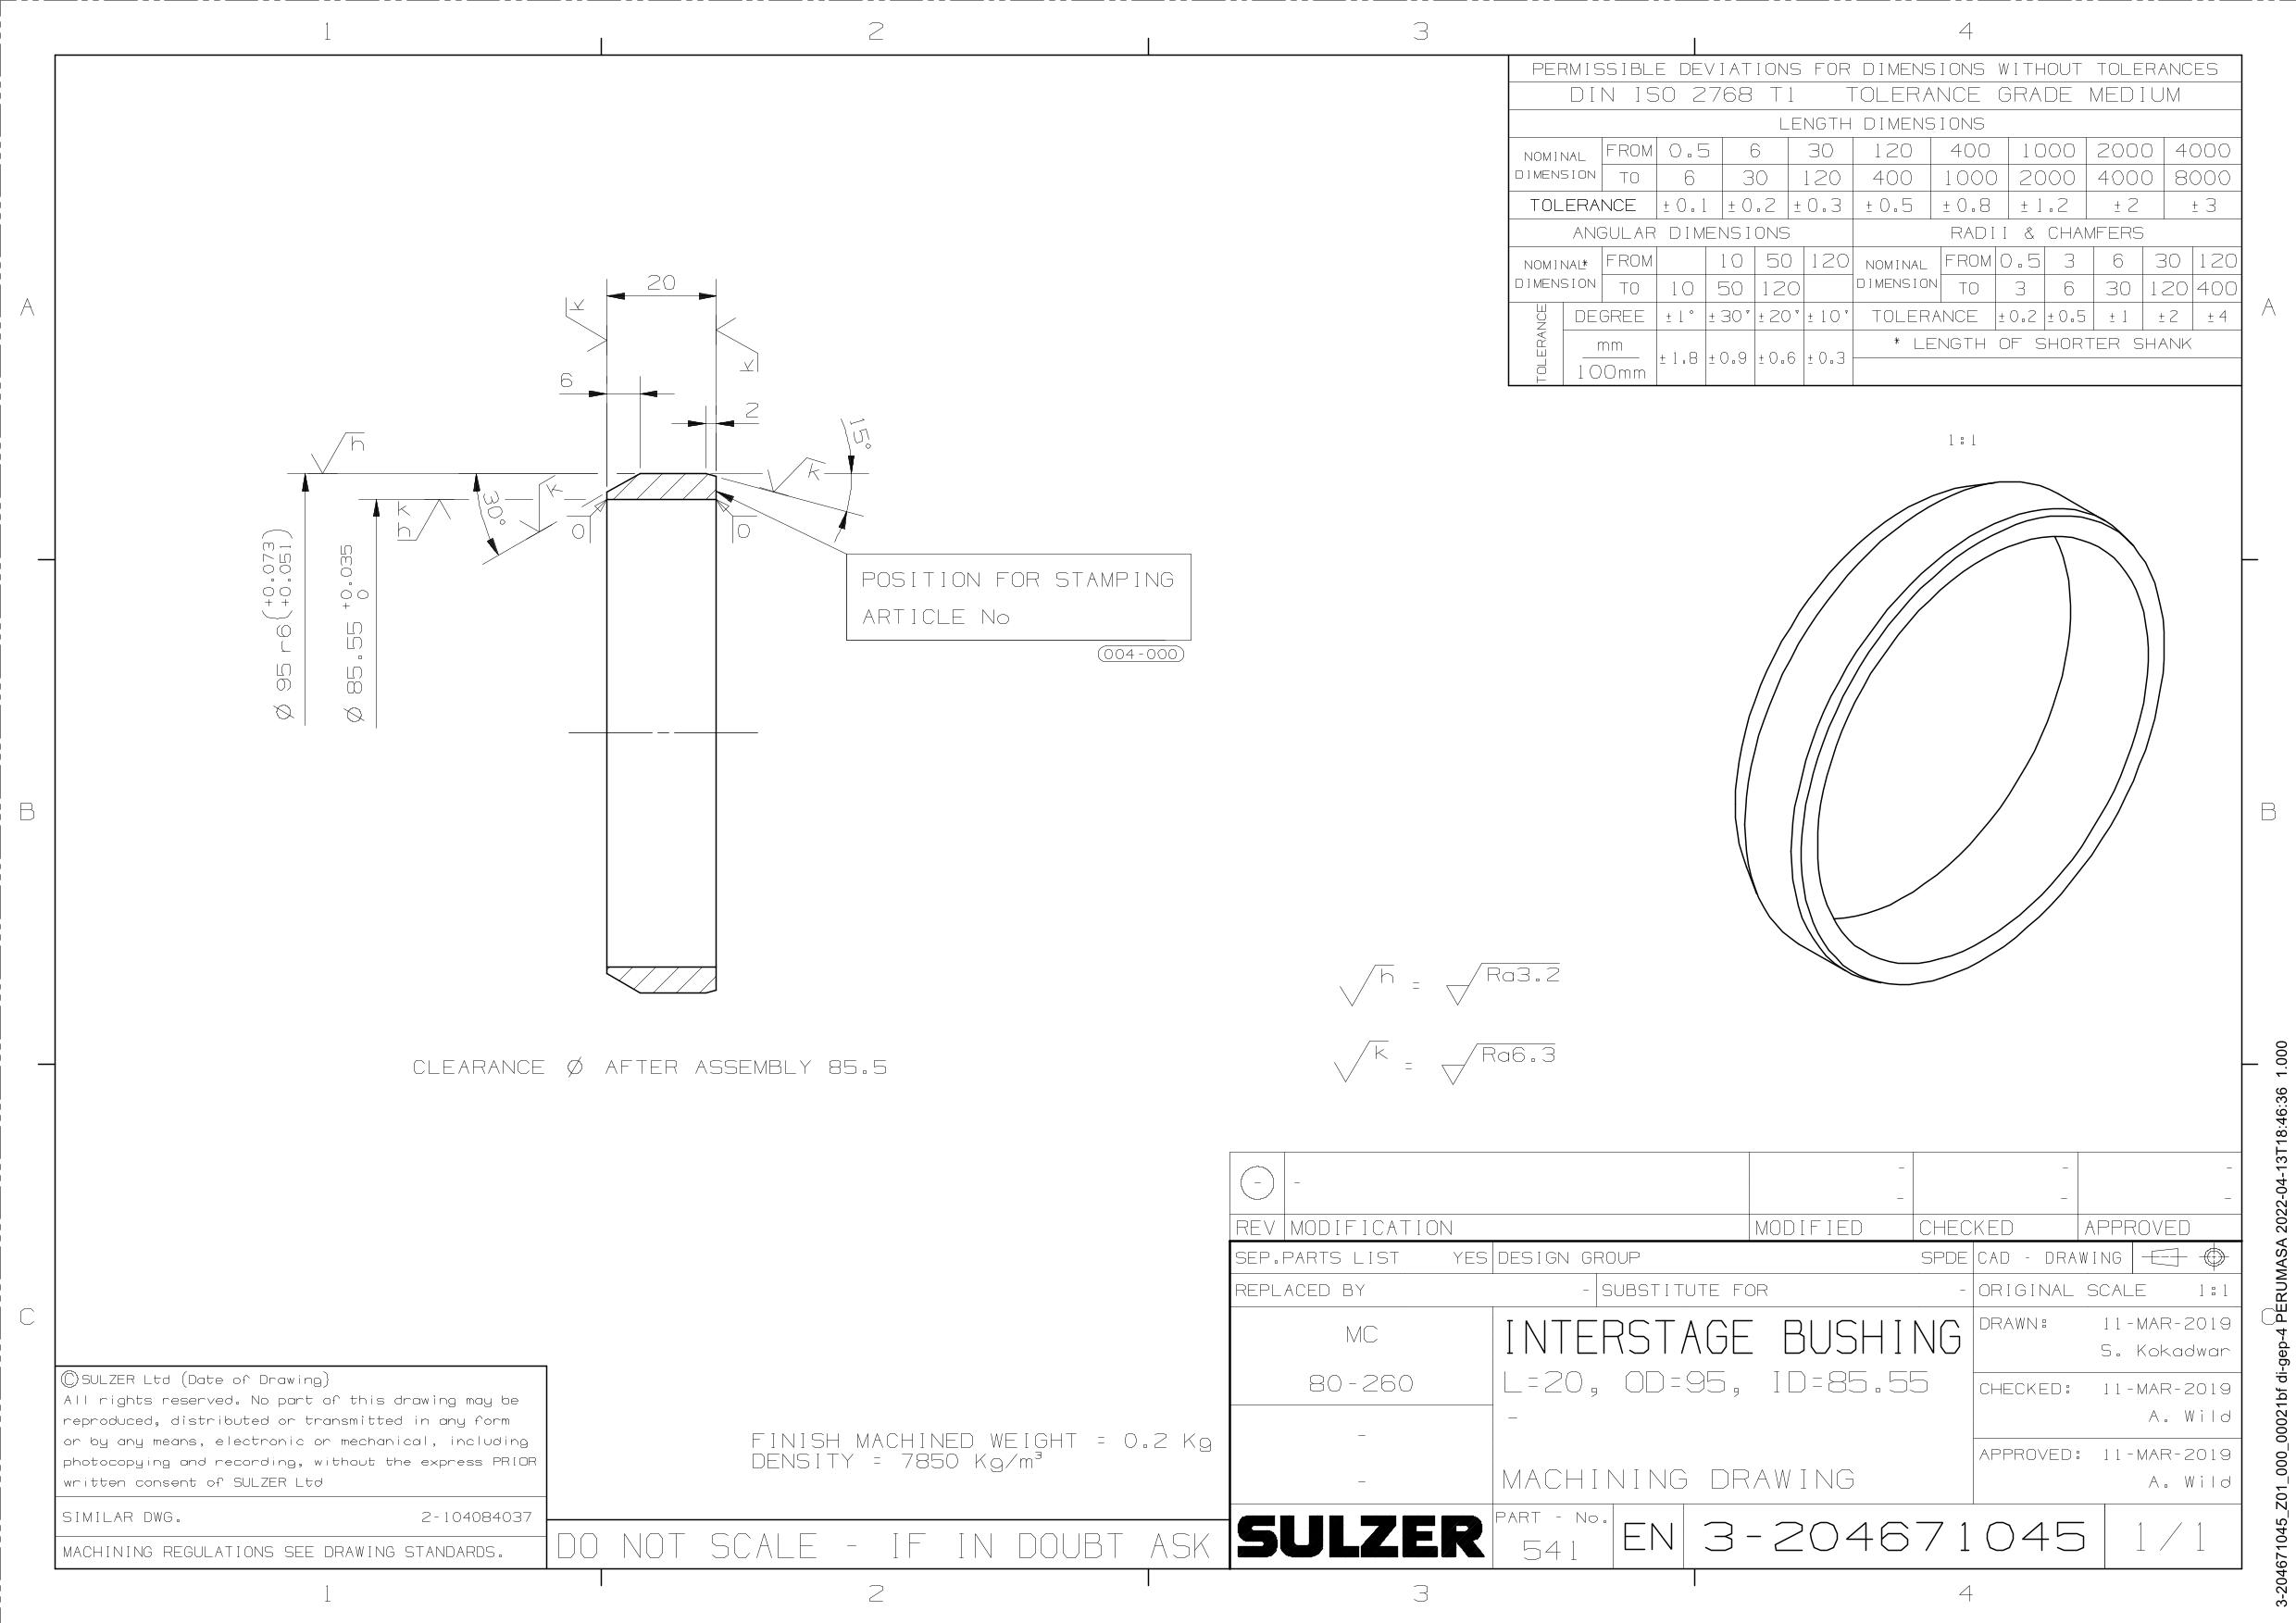 1 2 3 4
PERMISSIBLE DEVIATIONS FOR DIMENSIONS WITHOUT TOLERANCES
DIN ISO 2768 T1 TOLERANCE GRADE MEDIUM
LENGTH DIMENSIONS
NOMINAL DIMENSION FROM 0.5 6 30 120 400 1000 2000 4000
TO 6 30 120 400 1000 2000 4000 8000
TOLERANCE ±0.1 ±0.2 ±0.3 ±0.5 ±0.8 ±1.2 ±2 ±3
ANGULAR DIMENSIONS RADII & CHAMFERS
NOMINAL* DIMENSION FROM 10 50 120 NOMINAL DIMENSION FROM 0.5 3 6 30 120
TO 10 50 120 TO 3 6 30 120 400
TOLERANCE DEGREE ±1° ±30' ±20' ±10' TOLERANCE ±0.2 ±0.5 ±1 ±2 ±4
mm
100mm ±1.8 ±0.9 ±0.6 ±0.3
* LENGTH OF SHORTER SHANK
A A
20
k
k
6
2
15°
h
k
k
30°
k
h
0 0
Ø 95 r6 (+0.073 +0.051)
Ø 85.55 +0.035 0
POSITION FOR STAMPING
ARTICLE No
004-000
1:1
B B
h = Ra3.2
k = Ra6.3
CLEARANCE Ø AFTER ASSEMBLY 85.5
C C
- -
- - -
- - -
REV MODIFICATION MODIFIED CHECKED APPROVED
SEP.PARTS LIST YES DESIGN GROUP SPDE CAD - DRAWING
REPLACED BY - SUBSTITUTE FOR - ORIGINAL SCALE 1:1
MC
80-260
-
-
INTERSTAGE BUSHING
L=20, OD=95, ID=85.55
-
MACHINING DRAWING
DRAWN: 11-MAR-2019
S. Kokadwar
CHECKED: 11-MAR-2019
A. Wild
APPROVED: 11-MAR-2019
A. Wild
©SULZER Ltd (Date of Drawing)
All rights reserved. No part of this drawing may be
reproduced, distributed or transmitted in any form
or by any means, electronic or mechanical, including
photocopying and recording, without the express PRIOR
written consent of SULZER Ltd
SIMILAR DWG. 2-104084037
MACHINING REGULATIONS SEE DRAWING STANDARDS.
FINISH MACHINED WEIGHT = 0.2 Kg
DENSITY = 7850 Kg/m³
DO NOT SCALE - IF IN DOUBT ASK
SULZER
PART - No.
541
EN 3-204671045 1/1
1 2 3 4
3-204671045_Z01_000_00021bf di-gep-4 PERUMASA 2022-04-13T18:46:36 1.000